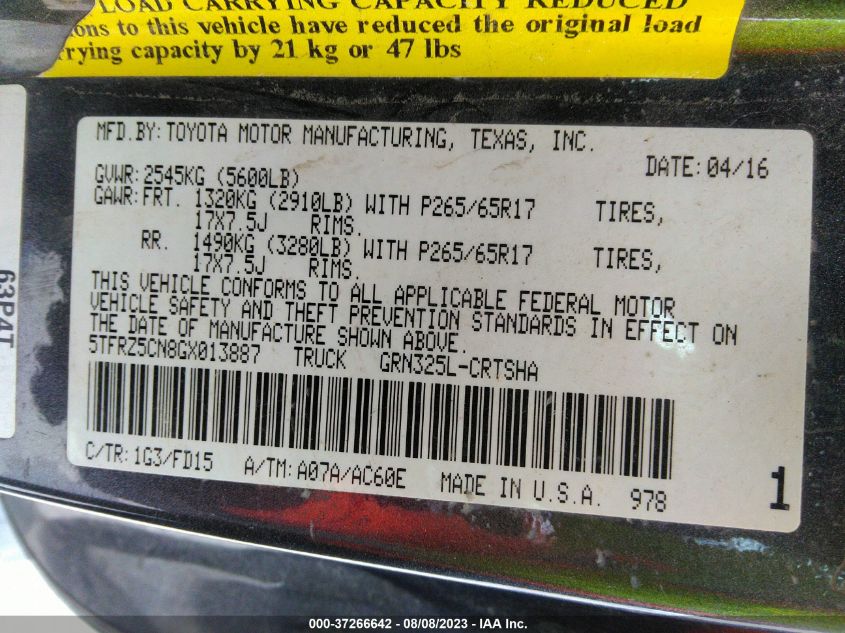 LOAD CARRYING CAPACITY REDUCED
to this vehicle have reduced the original load
capacity by 21 kg or 47 lbs
MFD.BY:TOYOTA MOTOR MANUFACTURING, TEXAS, INC.
DATE:04/16
GVWR:2545KG (5600LB)
GAWR:FRT. 1320KG (2910LB) WITH P265/65R17 TIRES,
17X7.5J RIMS.
RR. 1490KG (3280LB) WITH P265/65R17 TIRES,
17X7.5J RIMS.
THIS VEHICLE CONFORMS TO ALL APPLICABLE FEDERAL MOTOR
VEHICLE SAFETY AND THEFT PREVENTION STANDARDS IN EFFECT ON
THE DATE OF MANUFACTURE SHOWN ABOVE.
5TFRZ5CN8GX013887 TRUCK GRN325L-CRTSHA
C/TR:1G3/FD15 A/TM:A07A/AC60E MADE IN U.S.A. 978 1
63P4T
000-37266642 - 08/08/2023 - IAA Inc.